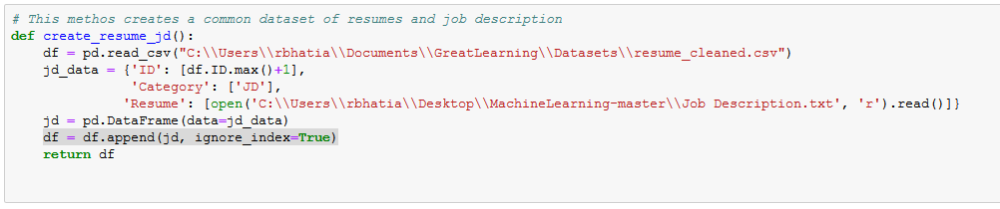 # This methos creates a common dataset of resumes and job description
def create_resume_jd():
    df = pd.read_csv("C:\\Users\\rbhatia\\Documents\\GreatLearning\\Datasets\\resume_cleaned.csv")
    jd_data = {'ID': [df.ID.max()+1],
               'Category': ['JD'],
              'Resume': [open('C:\\Users\\rbhatia\\Desktop\\MachineLearning-master\\Job Description.txt', 'r').read()]}
    jd = pd.DataFrame(data=jd_data)
    df = df.append(jd, ignore_index=True)
    return df